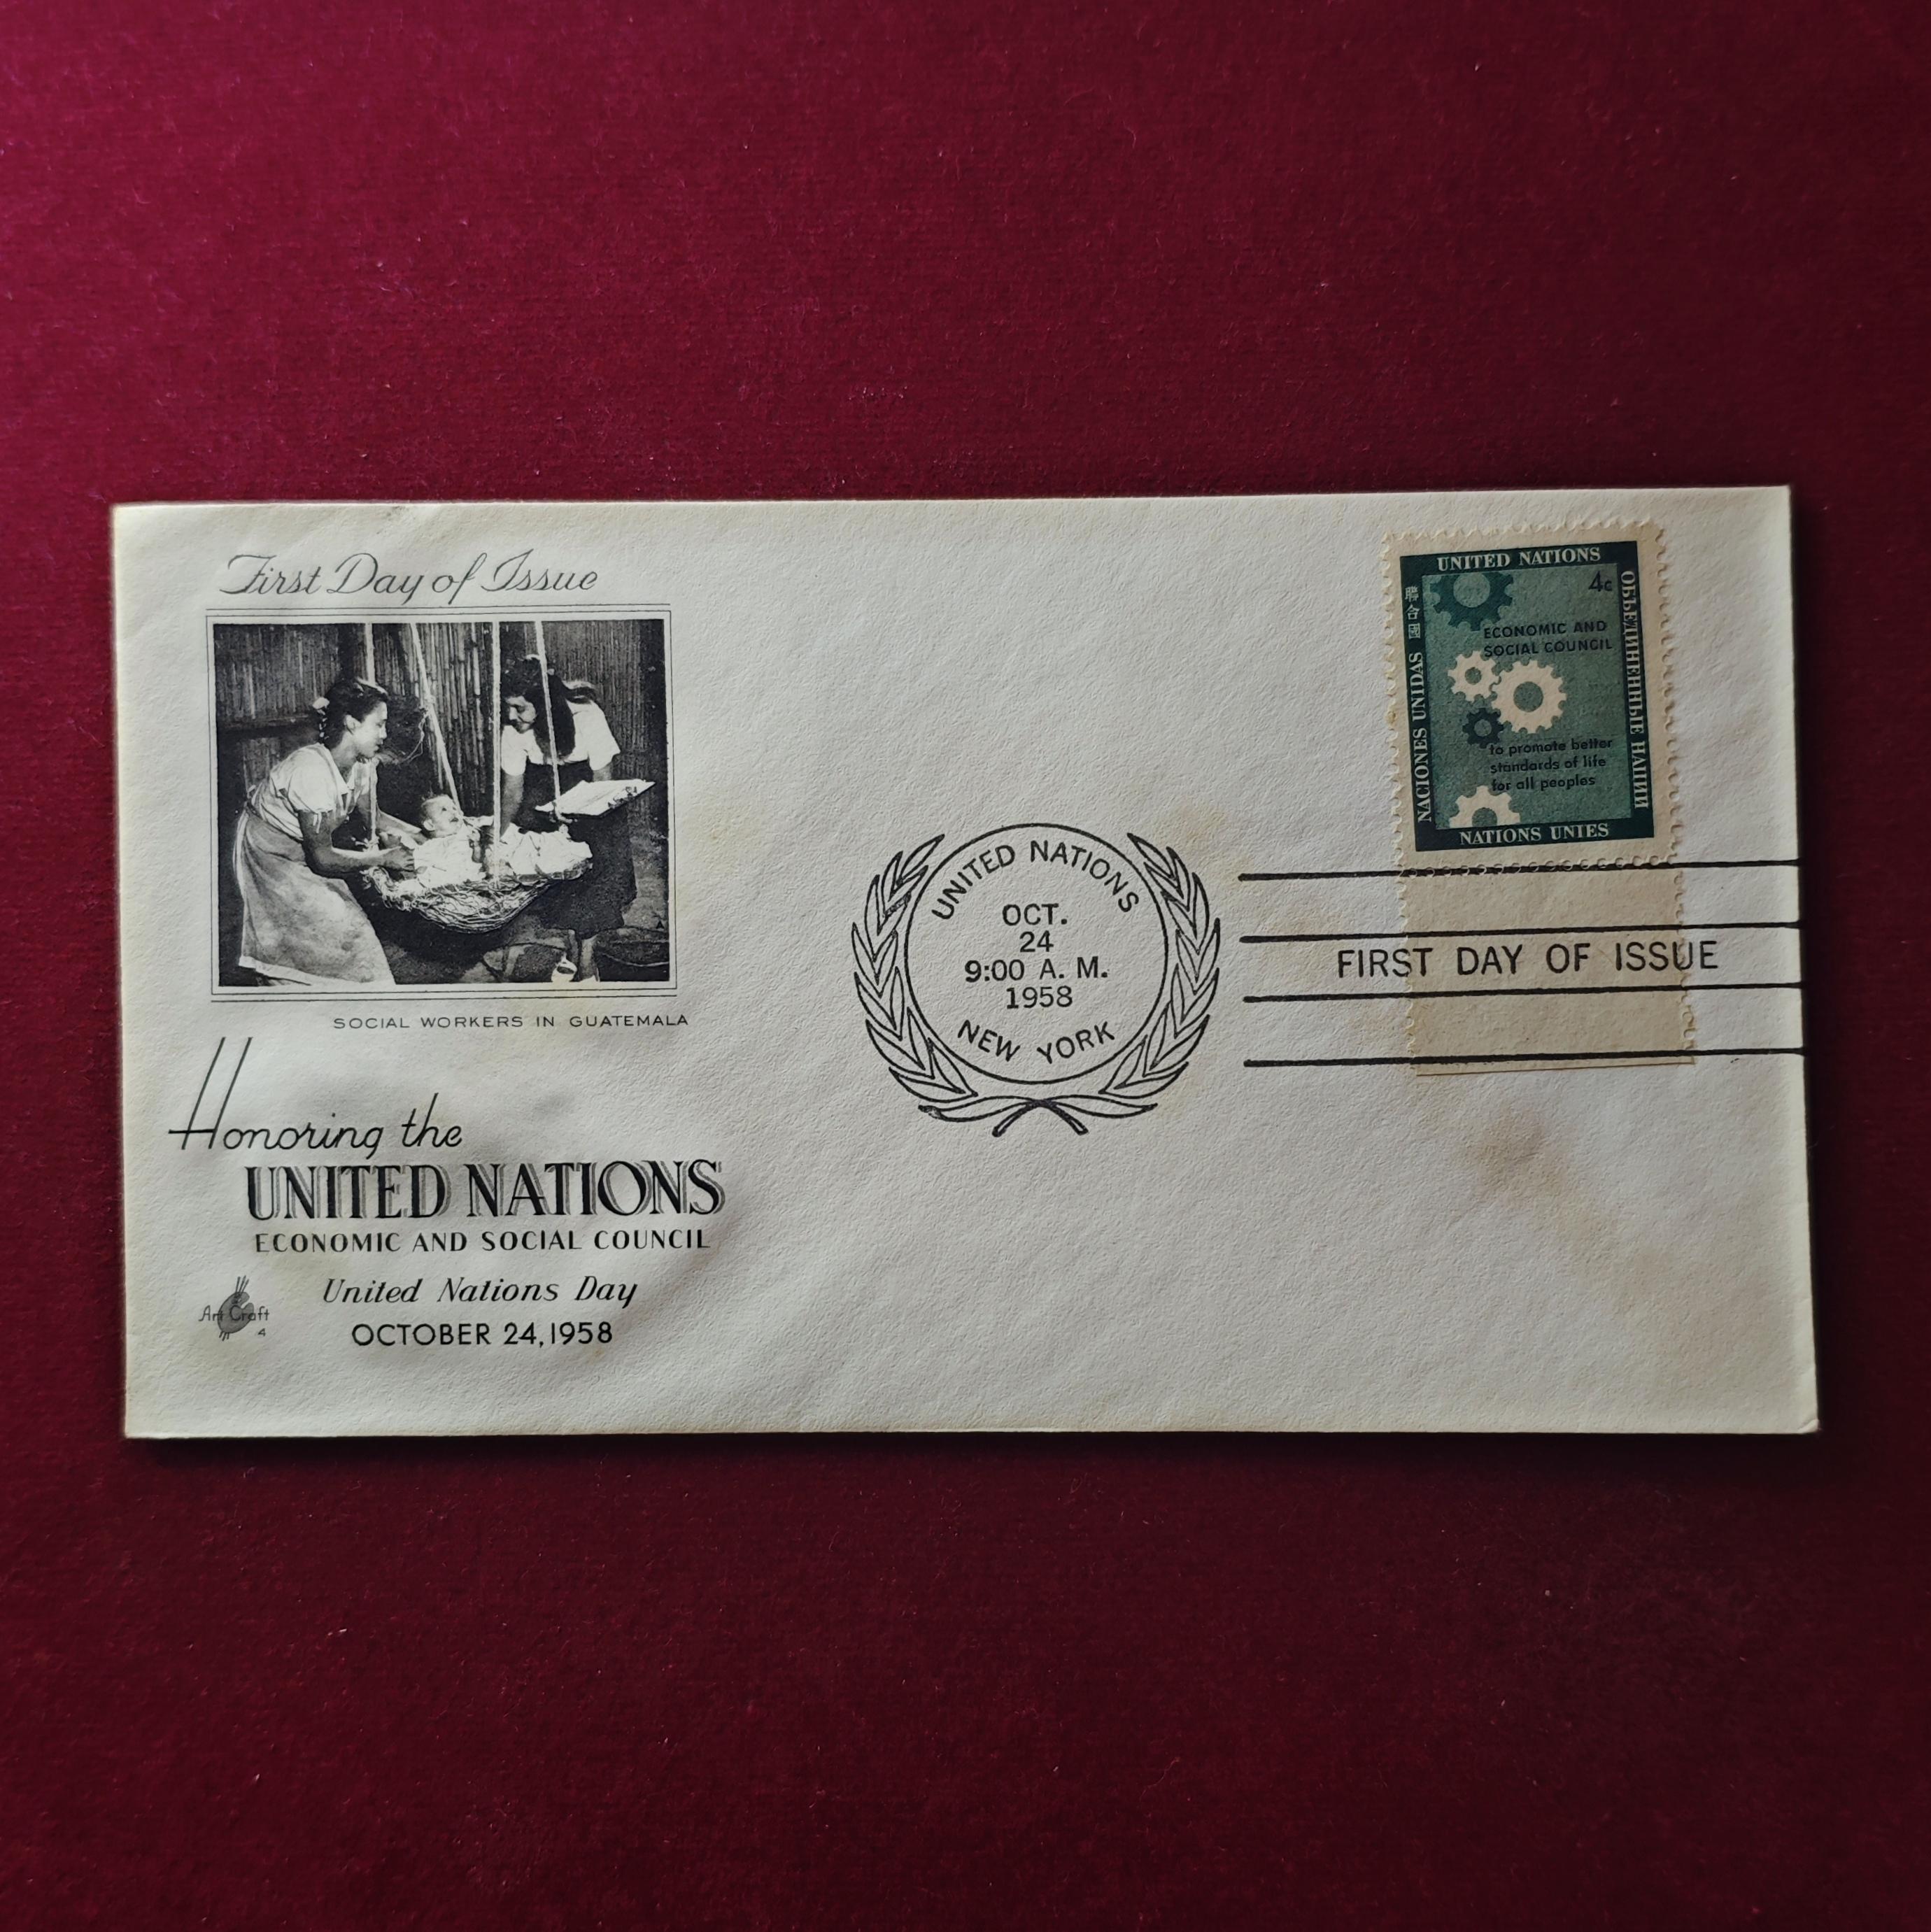 First Day of Issue
SOCIAL WORKERS IN GUATEMALA
Honoring the
UNITED NATIONS
ECONOMIC AND SOCIAL COUNCIL
United Nations Day
OCTOBER 24, 1958
Art Craft
4
UNITED NATIONS
OCT.
24
9:00 A. M.
1958
NEW YORK
UNITED NATIONS
4c
聯合國
NACIONES UNIDAS
ОБЪЕДИНЕННЫЕ НАЦИИ
ECONOMIC AND
SOCIAL COUNCIL
to promote better
standards of life
for all peoples
NATIONS UNIES
FIRST DAY OF ISSUE